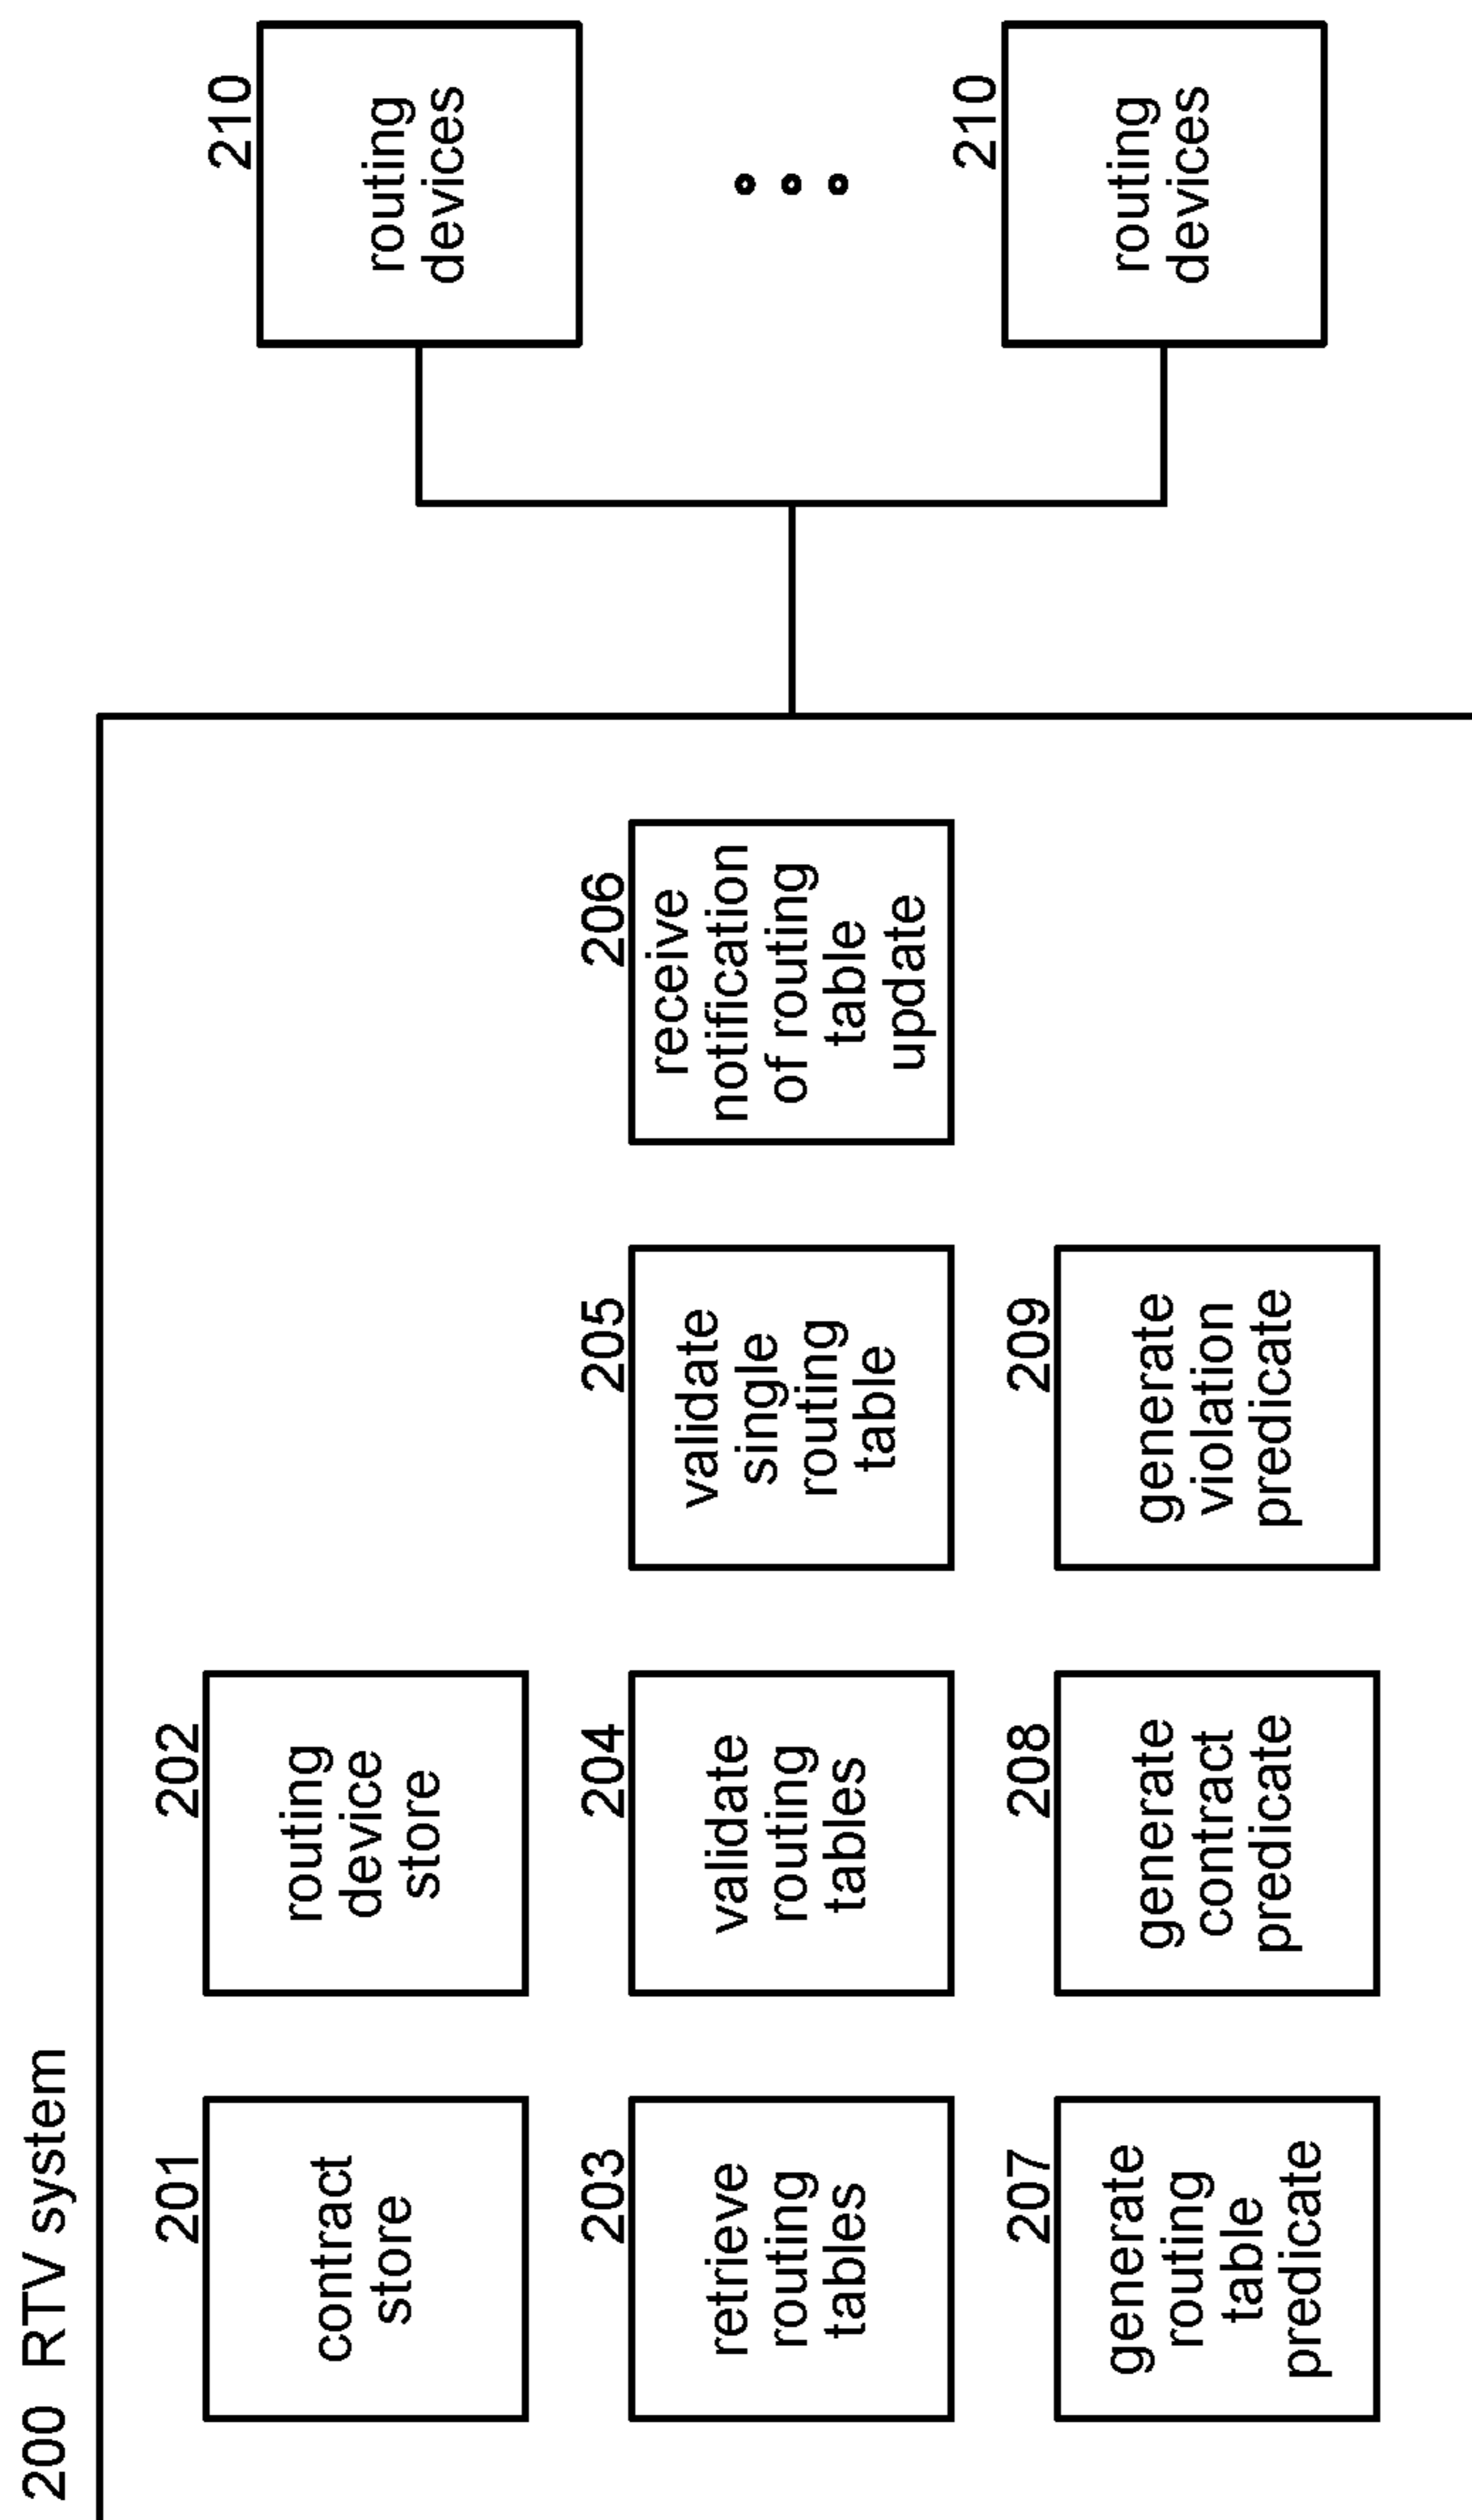 200 RTV system
201
contract
store
202
routing
device
store
203
retrieve
routing
tables
204
validate
routing
tables
205
validate
single
routing
table
206
receive
notification
of routing
table
update
207
generate
routing
table
predicate
208
generate
contract
predicate
209
generate
violation
predicate
210
routing
devices
210
routing
devices